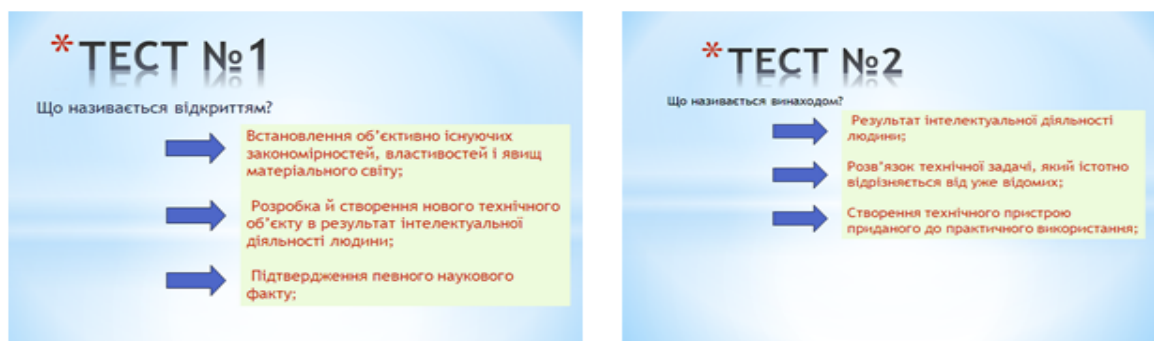 *ТЕСТ №1
Що називається відкриттям?
Встановлення об’єктивно існуючих
закономірностей, властивостей і явищ
матеріального світу;
Розробка й створення нового технічного
об’єкту в результат інтелектуальної
діяльності людини;
Підтвердження певного наукового
факту;
*ТЕСТ №2
Що називається винаходом?
Результат інтелектуальної діяльності
людини;
Розв’язок технічної задачі, який істотно
відрізняється від уже відомих;
Створення технічного пристрою
приданого до практичного використання;